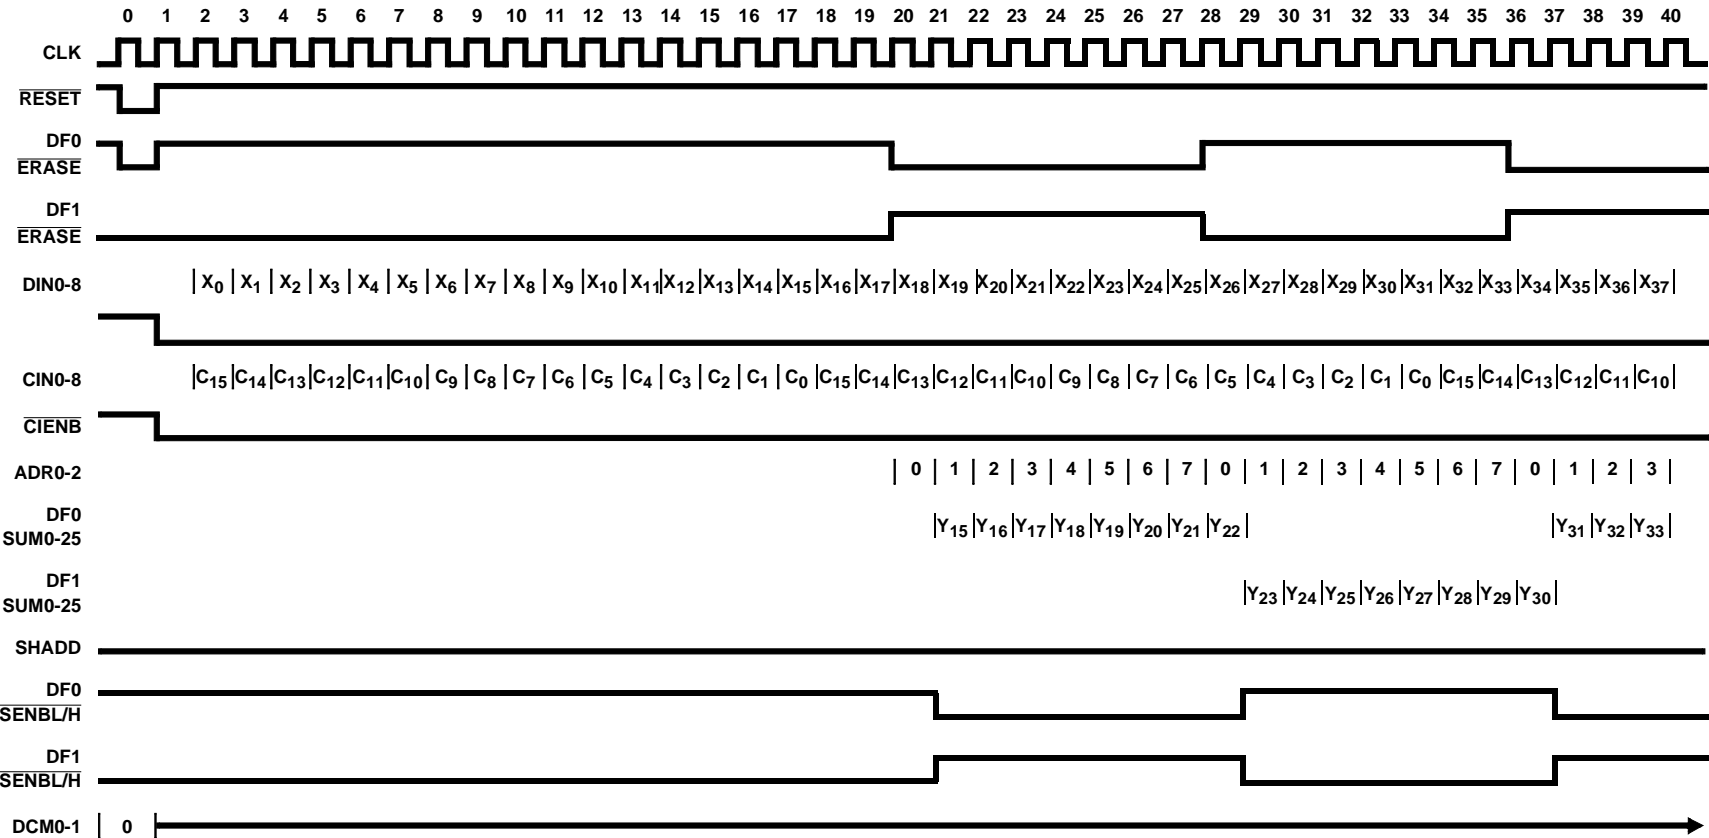 0 1 2 3 4 5 6 7 8 9 10 11 12 13 14 15 16 17 18 19 20 21 22 23 24 25 26 27 28 29 30 31 32 33 34 35 36 37 38 39 40
CLK
RESET
DF0
ERASE
DF1
ERASE
DIN0-8 X0 X1 X2 X3 X4 X5 X6 X7 X8 X9 X10 X11 X12 X13 X14 X15 X16 X17 X18 X19 X20 X21 X22 X23 X24 X25 X26 X27 X28 X29 X30 X31 X32 X33 X34 X35 X36 X37
CIN0-8 C15 C14 C13 C12 C11 C10 C9 C8 C7 C6 C5 C4 C3 C2 C1 C0 C15 C14 C13 C12 C11 C10 C9 C8 C7 C6 C5 C4 C3 C2 C1 C0 C15 C14 C13 C12 C11 C10
CIENB
ADR0-2 0 1 2 3 4 5 6 7 0 1 2 3 4 5 6 7 0 1 2 3
DF0
SUM0-25 Y15 Y16 Y17 Y18 Y19 Y20 Y21 Y22 Y31 Y32 Y33
DF1
SUM0-25 Y23 Y24 Y25 Y26 Y27 Y28 Y29 Y30
SHADD
DF0
SENBL/H
DF1
SENBL/H
DCM0-1 0